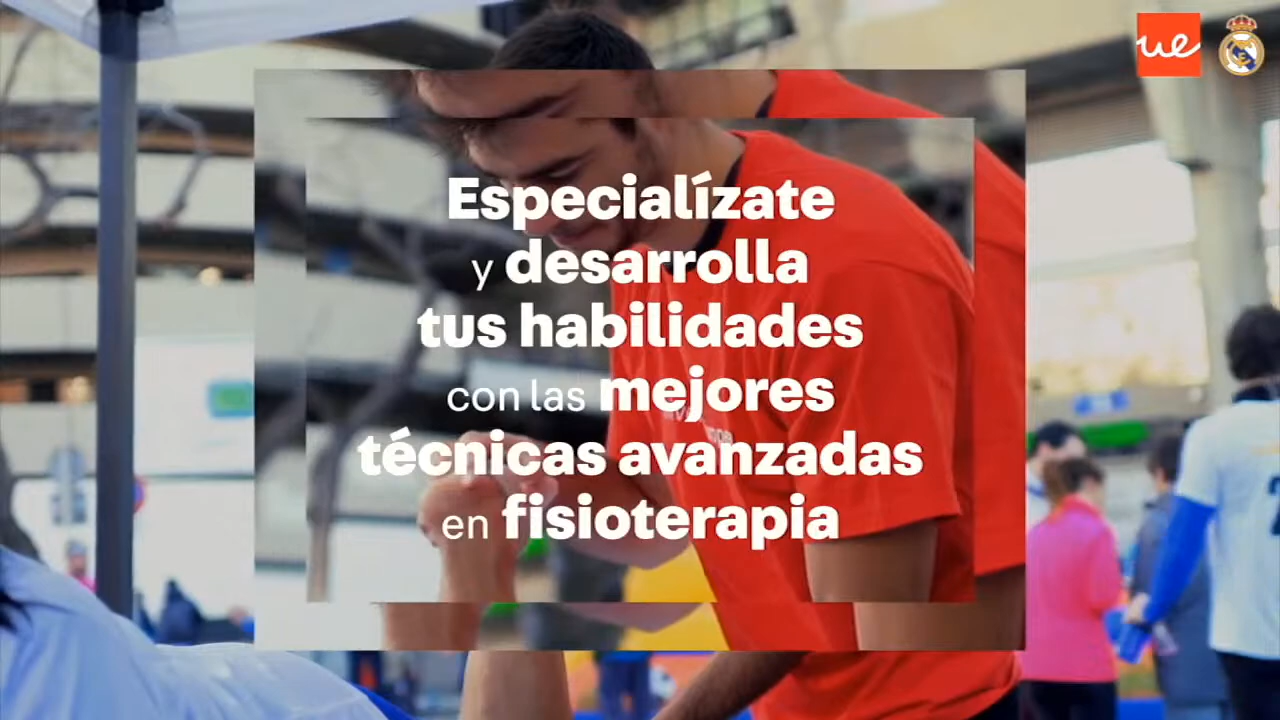 ue
Especialízate
y desarrolla
tus habilidades
con las mejores
técnicas avanzadas
en fisioterapia